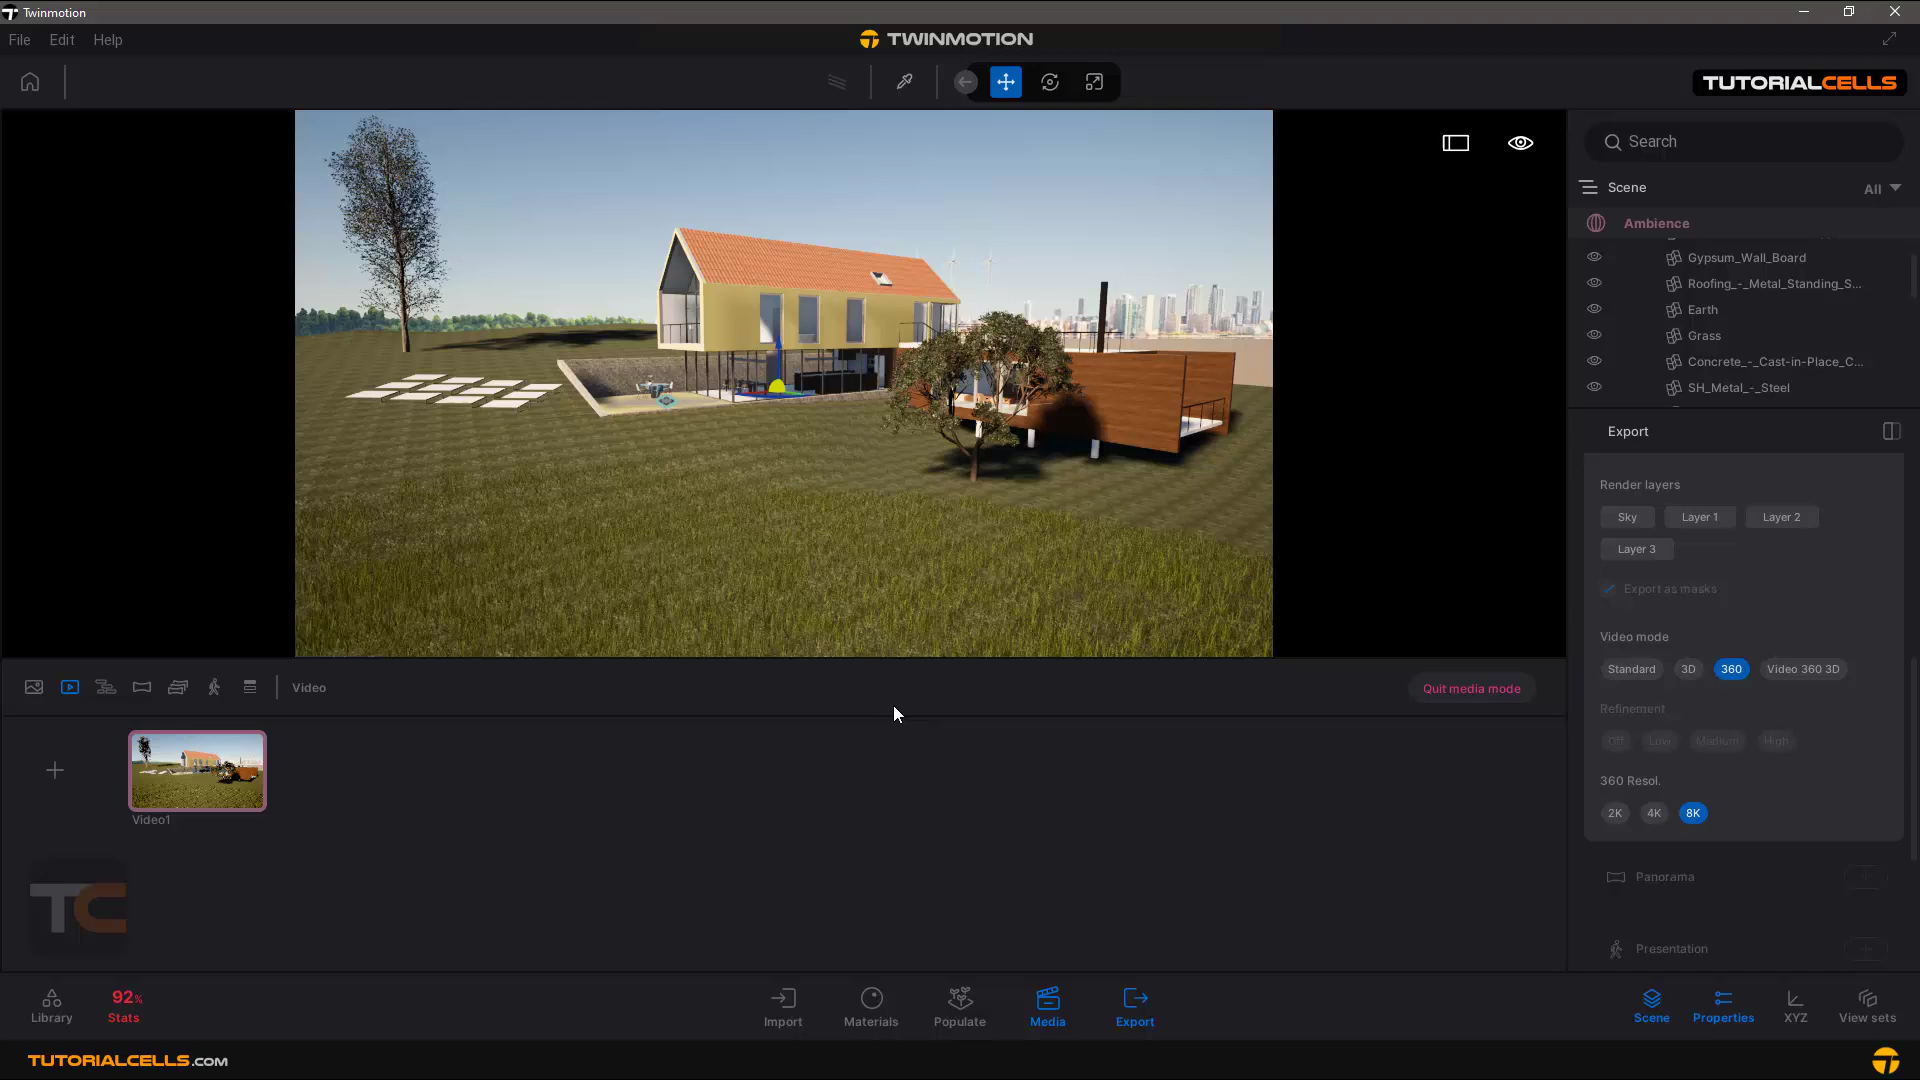 Twinmotion
File Edit Help
TWINMOTION
TUTORIALCELLS
Search
Scene
All
Ambience
Gypsum_Wall_Board
Roofing_-_Metal_Standing_S...
Earth
Grass
Concrete_-_Cast-in-Place_C...
SH_Metal_-_Steel
Export
Render layers
Sky Layer 1 Layer 2
Layer 3
Export as masks
Video mode
Standard 3D 360 Video 360 3D
Refinement
Off Low Medium High
360 Resol.
2K 4K 8K
Panorama
Presentation
Video
Quit media mode
Video1
TC
Library
92%
Stats
Import
Materials
Populate
Media
Export
Scene
Properties
XYZ
View sets
TUTORIALCELLS.COM